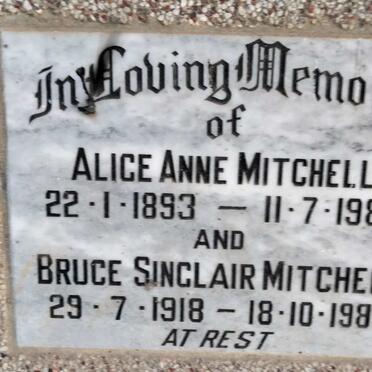 In Loving Memo
of
ALICE ANNE MITCHELL
22·1·1893 — 11·7·198
AND
BRUCE SINCLAIR MITCHE
29·7·1918 — 18·10·198
AT REST